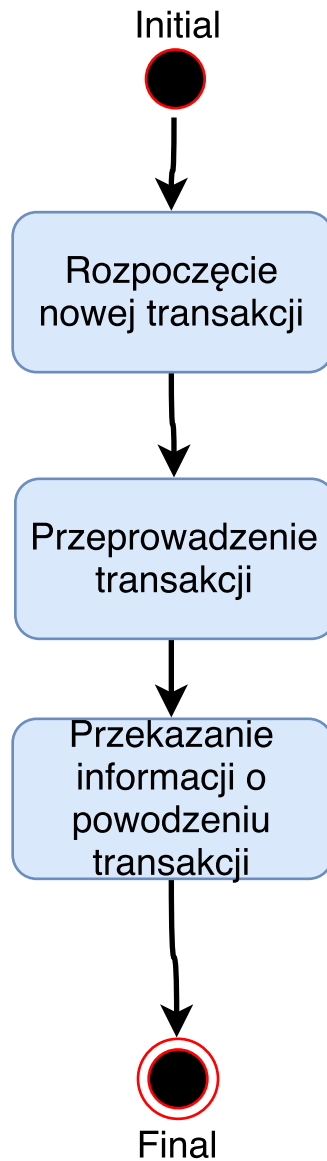 Initial
Rozpoczęcie
nowej transakcji
Przeprowadzenie
transakcji
Przekazanie
informacji o
powodzeniu
transakcji
Final